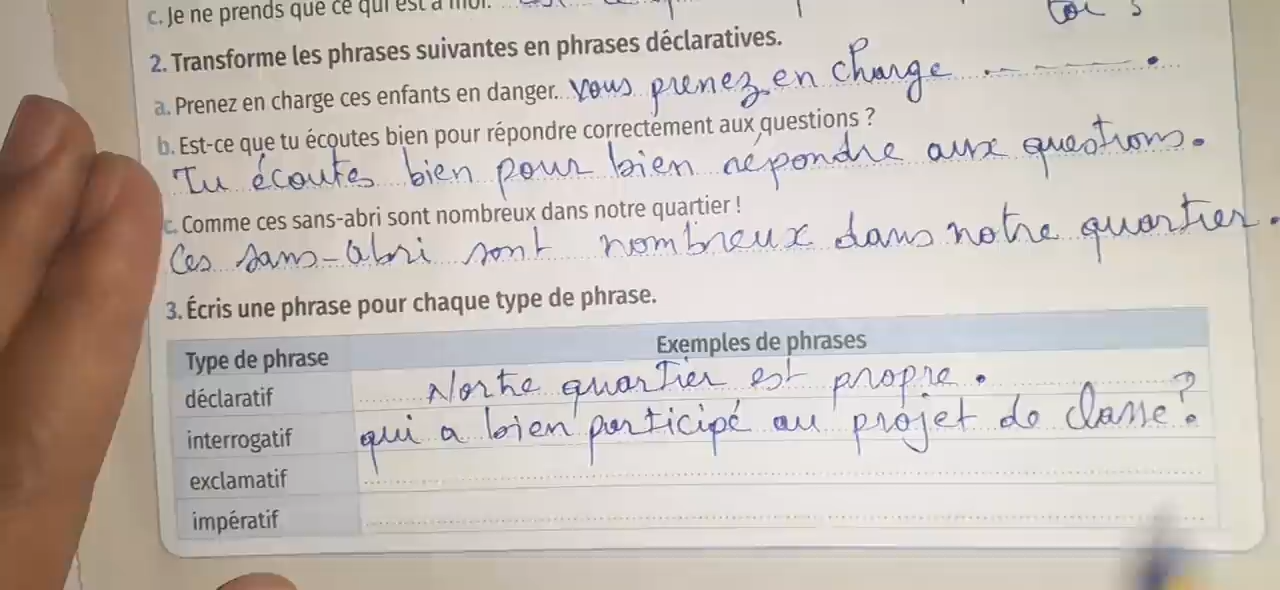 c. Je ne prends que ce qui est à moi.
toi s
2. Transforme les phrases suivantes en phrases déclaratives.
a. Prenez en charge ces enfants en danger. vous prenez en charge
b. Est-ce que tu écoutes bien pour répondre correctement aux questions ?
Tu écoutes bien pour bien répondre aux questions.
c. Comme ces sans-abri sont nombreux dans notre quartier !
Ces sans-abri sont nombreux dans notre quartier.
3. Écris une phrase pour chaque type de phrase.
Type de phrase Exemples de phrases
déclaratif Nortre quartier est propre.
interrogatif qui a bien participé au projet de classe ?
exclamatif
impératif